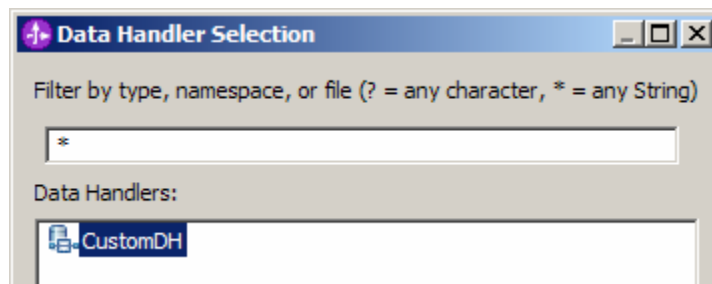 Data Handler Selection
Filter by type, namespace, or file (? = any character, * = any String)
*
Data Handlers:
CustomDH